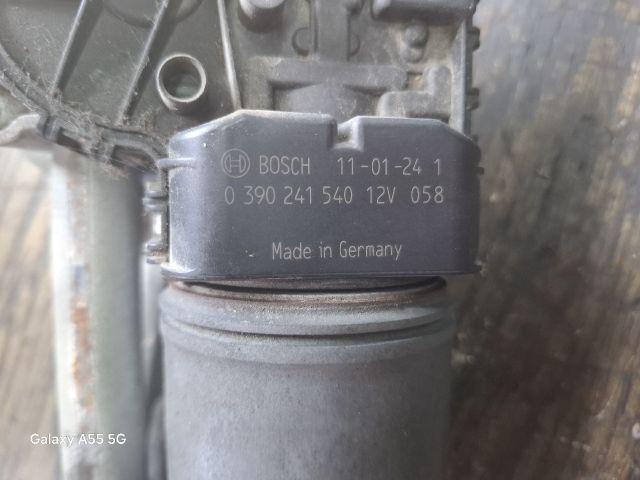 BOSCH 11-01-24 1
0 390 241 540 12V 058
Made in Germany
Galaxy A55 5G